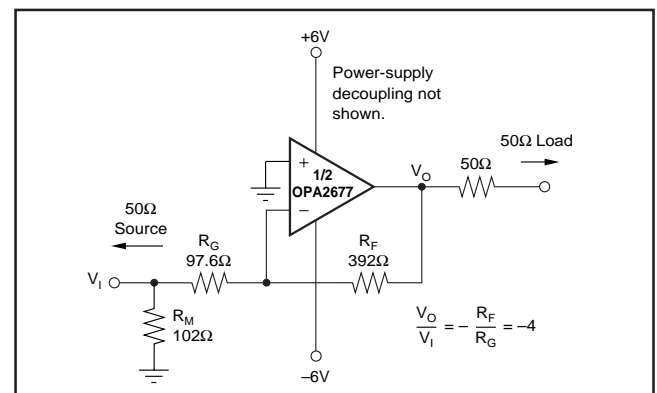 +6V
Power-supply
decoupling not
shown.
50Ω Load
+
1/2
OPA2677
−
V_O
50Ω
50Ω
Source
R_G
97.6Ω
R_F
392Ω
V_I
R_M
102Ω
V_O/V_I = − R_F/R_G = −4
−6V